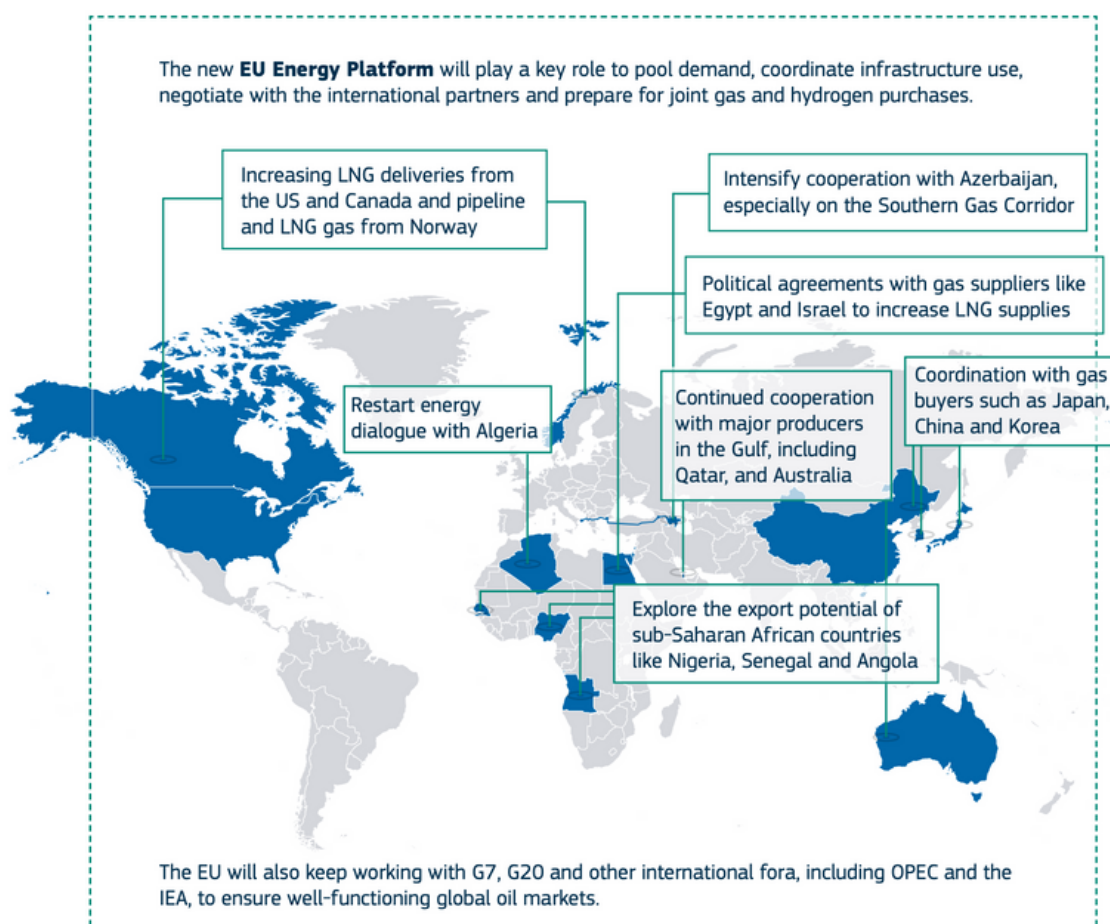 The new EU Energy Platform will play a key role to pool demand, coordinate infrastructure use,
negotiate with the international partners and prepare for joint gas and hydrogen purchases.
Increasing LNG deliveries from
the US and Canada and pipeline
and LNG gas from Norway
Intensify cooperation with Azerbaijan,
especially on the Southern Gas Corridor
Political agreements with gas suppliers like
Egypt and Israel to increase LNG supplies
Restart energy
dialogue with Algeria
Continued cooperation
with major producers
in the Gulf, including
Qatar, and Australia
Coordination with gas
buyers such as Japan,
China and Korea
Explore the export potential of
sub-Saharan African countries
like Nigeria, Senegal and Angola
The EU will also keep working with G7, G20 and other international fora, including OPEC and the
IEA, to ensure well-functioning global oil markets.